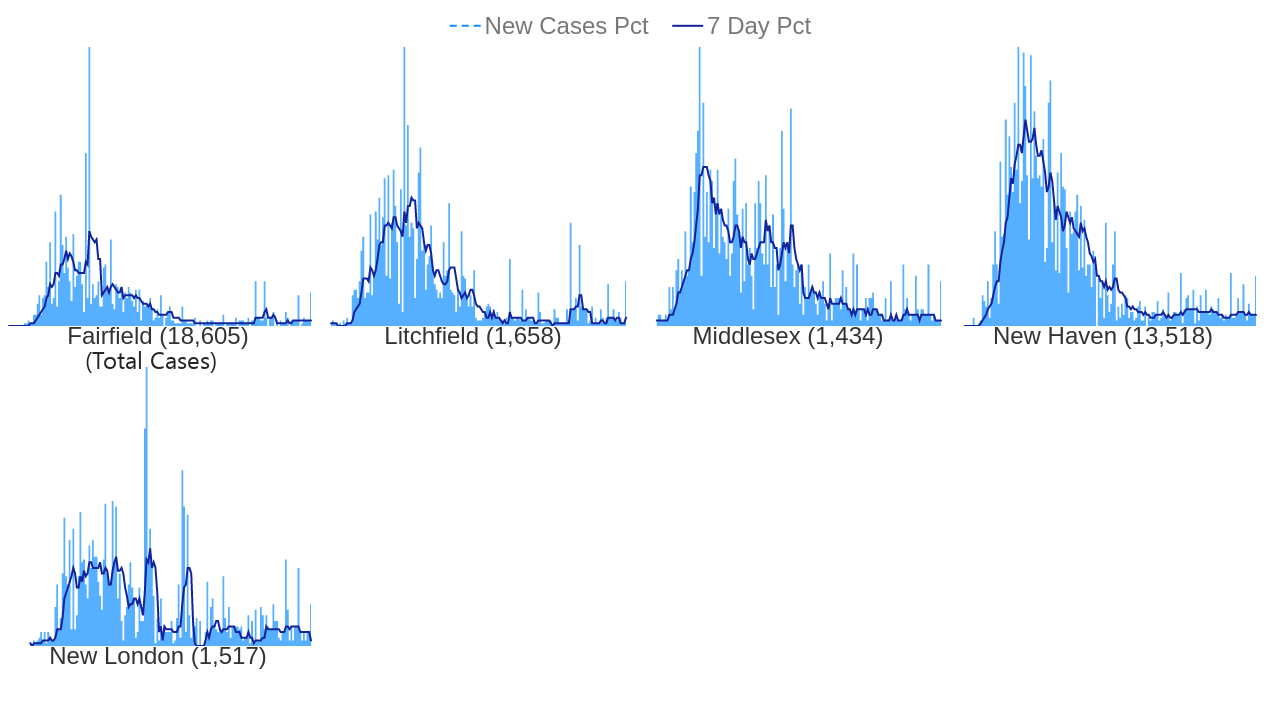 New Cases Pct 7 Day Pct
Fairfield (18,605) Litchfield (1,658) Middlesex (1,434) New Haven (13,518)
(Total Cases)
New London (1,517)